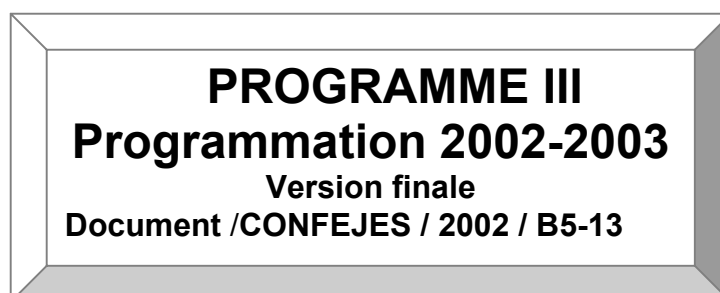 PROGRAMME III
Programmation 2002-2003
Version finale
Document /CONFEJES / 2002 / B5-13